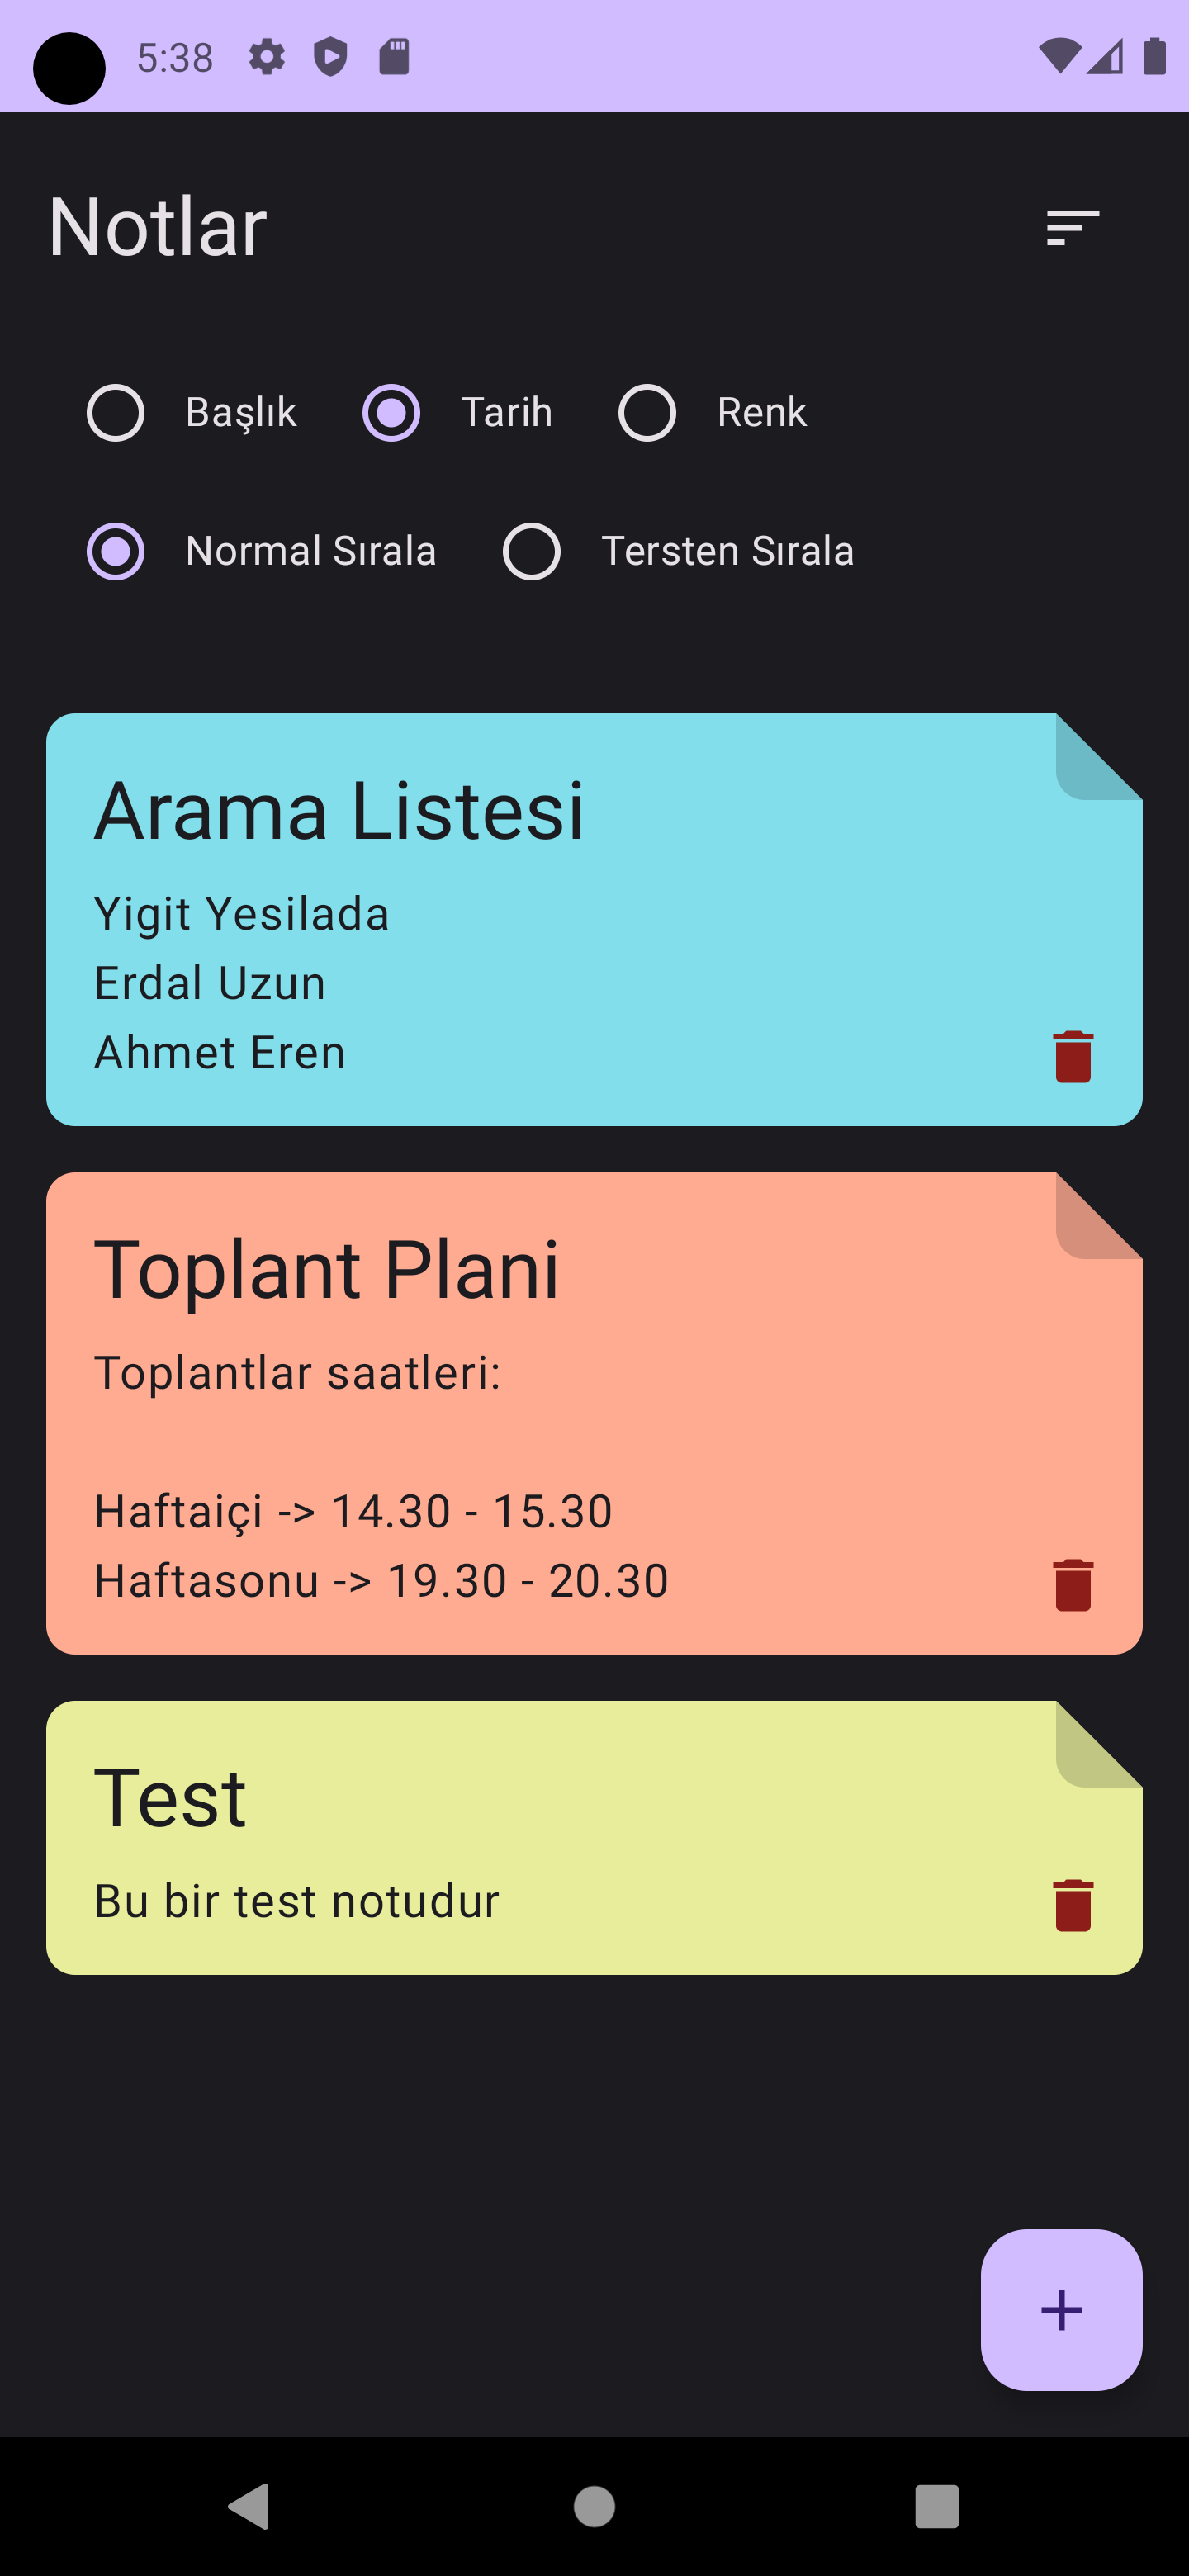 5:38
Notlar
Başlık Tarih Renk
Normal Sırala Tersten Sırala
Arama Listesi
Yigit Yesilada
Erdal Uzun
Ahmet Eren
Toplant Plani
Toplantlar saatleri:
Haftaiçi -> 14.30 - 15.30
Haftasonu -> 19.30 - 20.30
Test
Bu bir test notudur